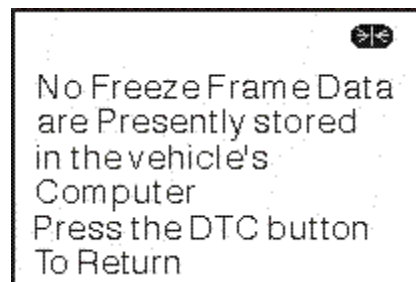 No Freeze Frame Data
are Presently stored
in the vehicle's
Computer
Press the DTC button
To Return